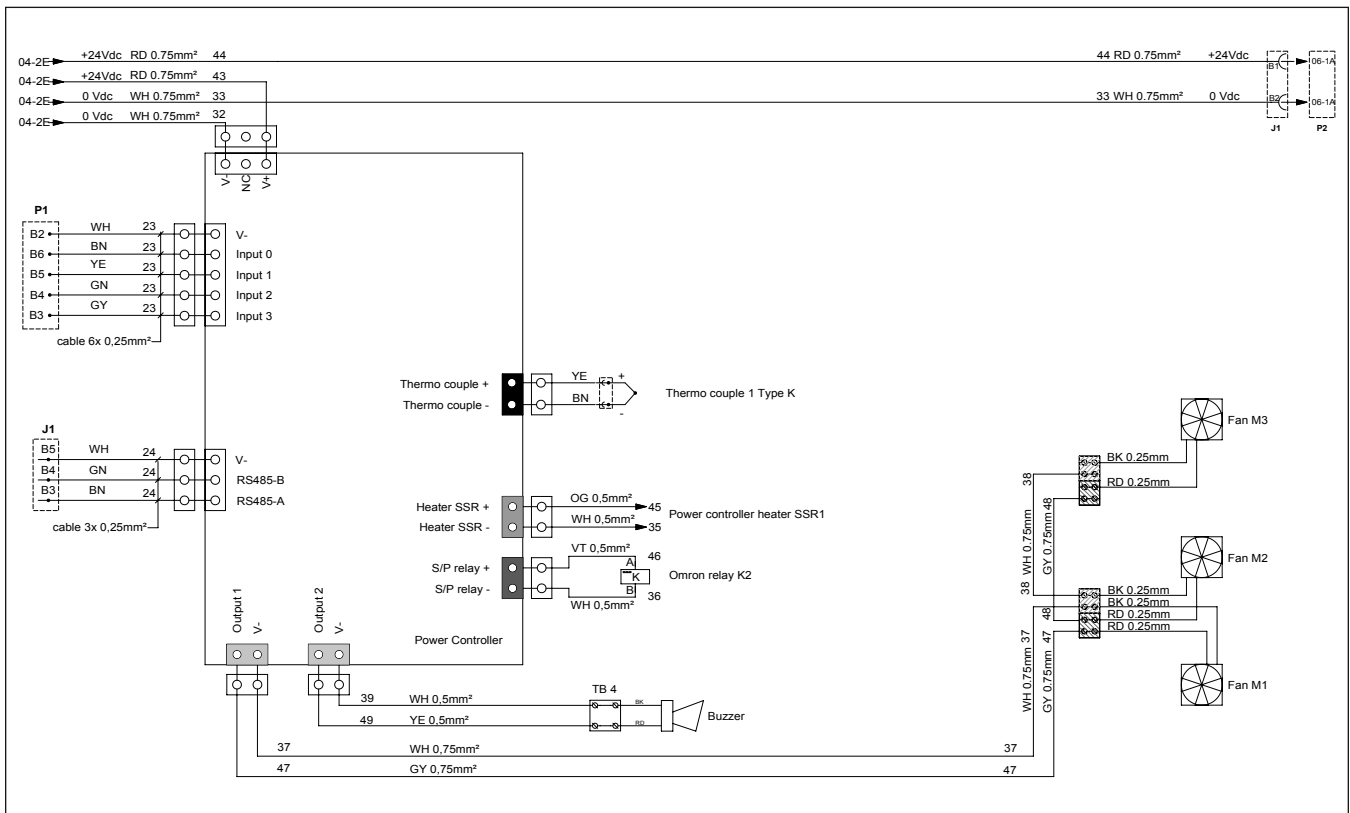 04-2E +24Vdc RD 0.75mm² 44 44 RD 0.75mm² +24Vdc B1 06-1A
04-2E +24Vdc RD 0.75mm² 43
04-2E 0 Vdc WH 0.75mm² 33 33 WH 0.75mm² 0 Vdc B2 06-1A
04-2E 0 Vdc WH 0.75mm² 32
J1 P2
V- NC V+
P1
B2 WH 23 V-
B6 BN 23 Input 0
B5 YE 23 Input 1
B4 GN 23 Input 2
B3 GY 23 Input 3
cable 6x 0,25mm²
Thermo couple + YE +
Thermo couple - BN -
Thermo couple 1 Type K
J1
B5 WH 24 V-
B4 GN 24 RS485-B
B3 BN 24 RS485-A
cable 3x 0,25mm²
Heater SSR + OG 0,5mm² 45
Heater SSR - WH 0,5mm² 35
Power controller heater SSR1
S/P relay + VT 0,5mm² 46
A
K
B
Omron relay K2
S/P relay - WH 0,5mm² 36
Output 1
V-
Output 2
V-
Power Controller
39 WH 0,5mm² TB 4 BK
49 YE 0,5mm² RD
Buzzer
37 WH 0,75mm² 37
47 GY 0,75mm² 47
Fan M3
BK 0.25mm
RD 0.25mm
38
48
WH 0.75mm²
GY 0.75mm²
38
48
Fan M2
BK 0.25mm
BK 0.25mm
RD 0.25mm
RD 0.25mm
WH 0.75mm² 37
GY 0.75mm² 47
Fan M1